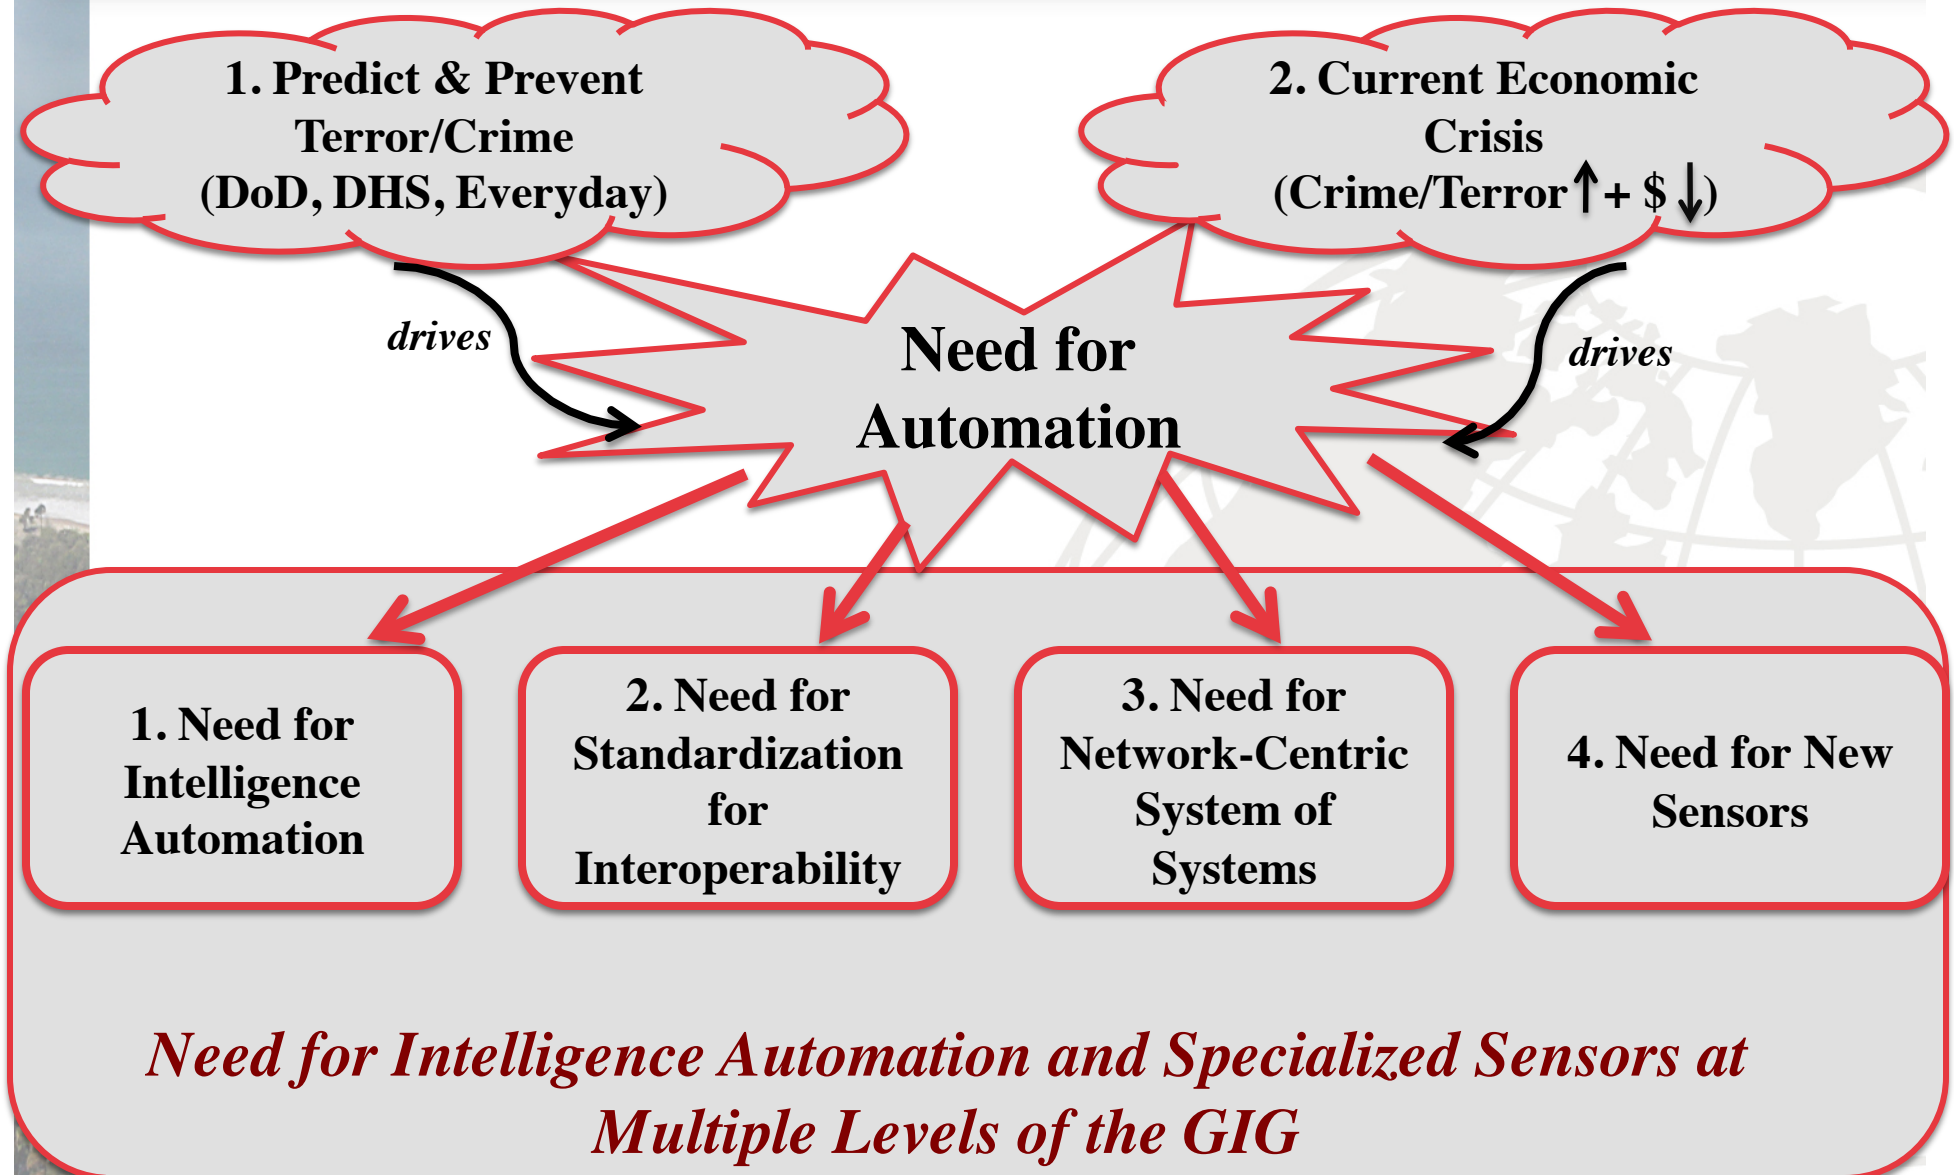 1. Predict & Prevent
Terror/Crime
(DoD, DHS, Everyday)
2. Current Economic
Crisis
(Crime/Terror ↑ + $ ↓)
drives
drives
Need for
Automation
1. Need for
Intelligence
Automation
2. Need for
Standardization
for
Interoperability
3. Need for
Network-Centric
System of
Systems
4. Need for New
Sensors
Need for Intelligence Automation and Specialized Sensors at
Multiple Levels of the GIG